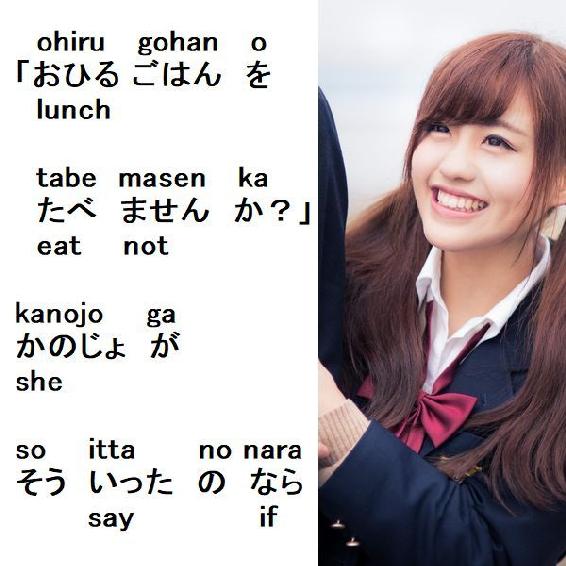 ohiru gohan o
「おひる ごはん を
lunch
tabe masen ka
たべ ません か？」
eat not
kanojo ga
かのじょ が
she
so itta no nara
そう いった の なら
say if